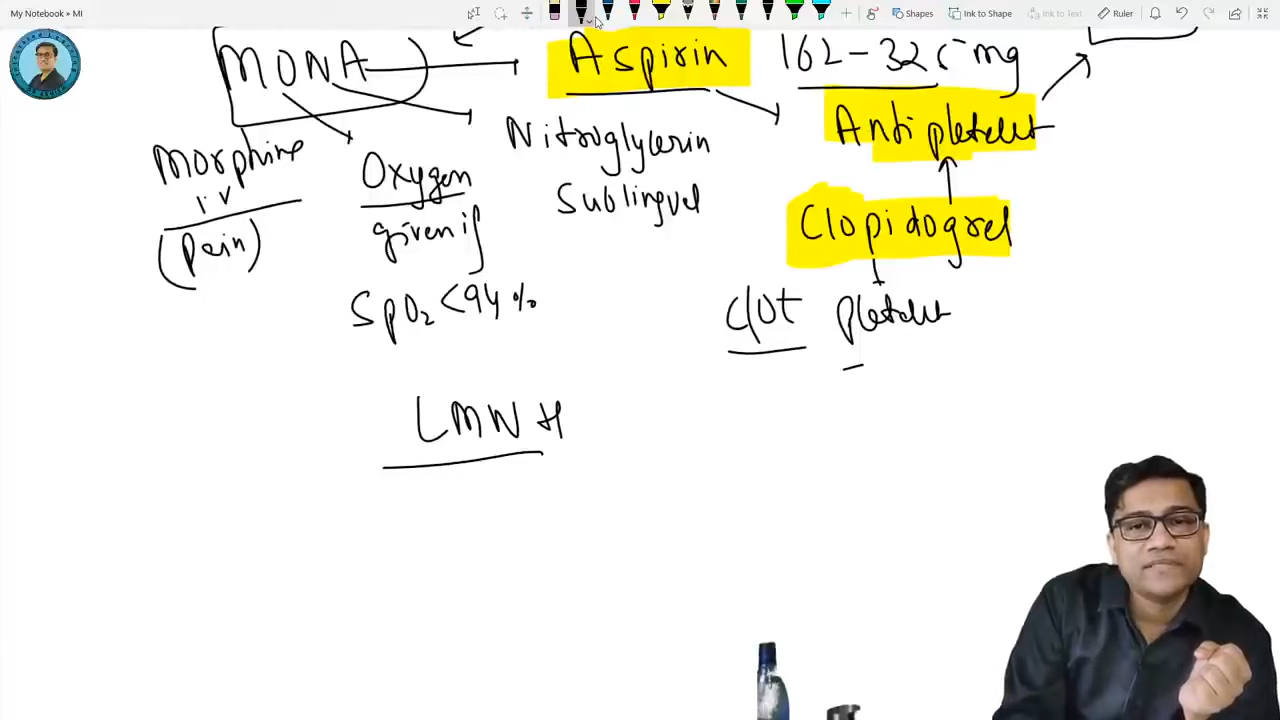 My Notebook » MI
Shapes
Ink to Shape
Ink to Text
Math
Ruler
MONA
Aspirin 162-325 mg
Antiplatelet
Nitroglycerin
Sublingual
Morphine
i.v
(Pain)
Oxygen
given if
SpO2 <94%
Clopidogrel
Clot platelet
LMWH